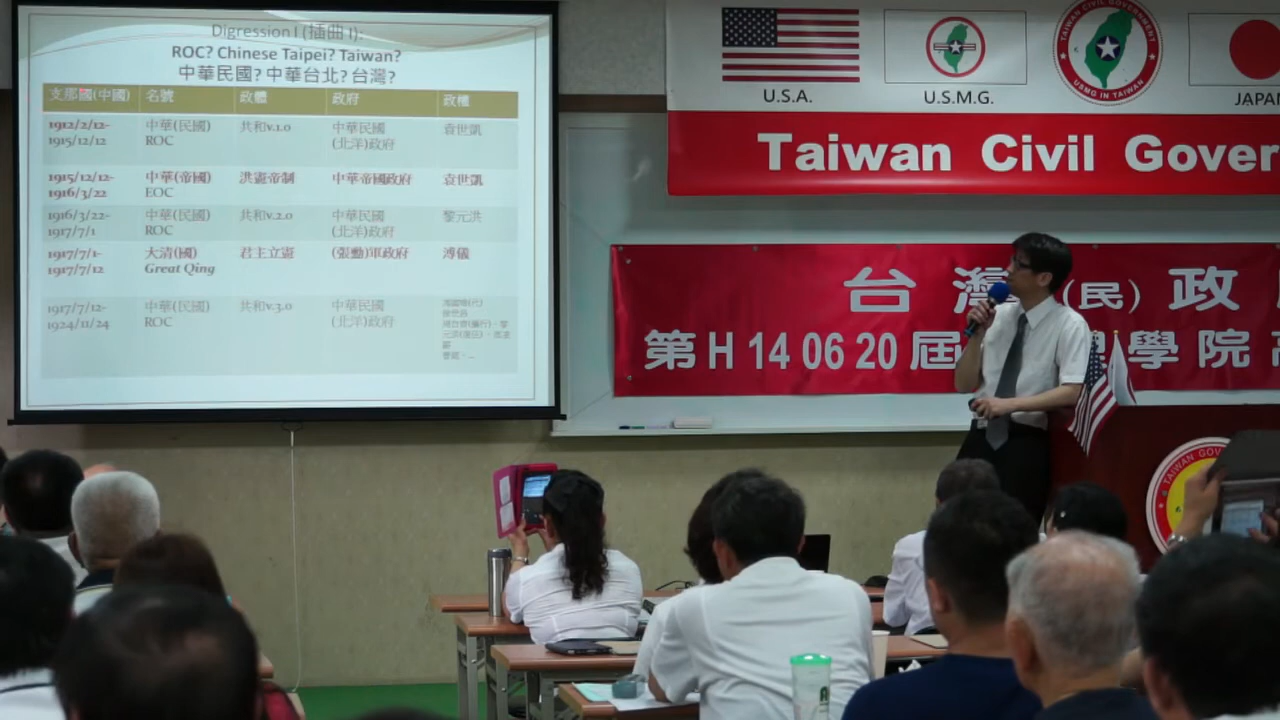 Digression I (插曲 I):
ROC? Chinese Taipei? Taiwan?
中華民國? 中華台北? 台灣?
支那國(中國) 名號 政體 政府 政權
1912/2/12-1915/12/12 中華(民國) ROC 共和v.1.0 中華民國(北洋)政府 袁世凱
1915/12/12-1916/3/22 中華(帝國) EOC 洪憲帝制 中華帝國政府 袁世凱
1916/3/22-1917/7/1 中華(民國) ROC 共和v.2.0 中華民國(北洋)政府 黎元洪
1917/7/1-1917/7/12 大清(國) Great Qing 君主立憲 (張勳)軍政府 溥儀
1917/7/12-1924/11/24 中華(民國) ROC 共和v.3.0 中華民國(北洋)政府
U.S.A.
U.S.M.G.
TAIWAN CIVIL GOVERNMENT
USMG IN TAIWAN
JAPAN
Taiwan Civil Gover
台灣(民)政
第H 14 06 20 屆 學院高
TAIWAN GOVER